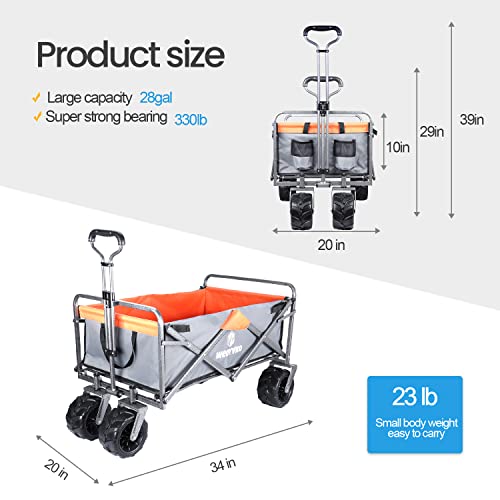 Product size
Large capacity 28gal
Super strong bearing 330lb
10in
29in
39in
20 in
23 lb
Small body weight
easy to carry
20 in
34 in